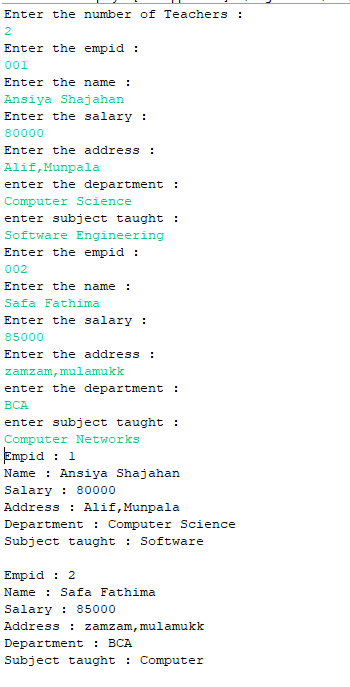 Enter the number of Teachers :
2
Enter the empid :
001
Enter the name :
Ansiya Shajahan
Enter the salary :
80000
Enter the address :
Alif,Munpala
enter the department :
Computer Science
enter subject taught :
Software Engineering
Enter the empid :
002
Enter the name :
Safa Fathima
Enter the salary :
85000
Enter the address :
zamzam,mulamukk
enter the department :
BCA
enter subject taught :
Computer Networks
Empid : 1
Name : Ansiya Shajahan
Salary : 80000
Address : Alif,Munpala
Department : Computer Science
Subject taught : Software

Empid : 2
Name : Safa Fathima
Salary : 85000
Address : zamzam,mulamukk
Department : BCA
Subject taught : Computer